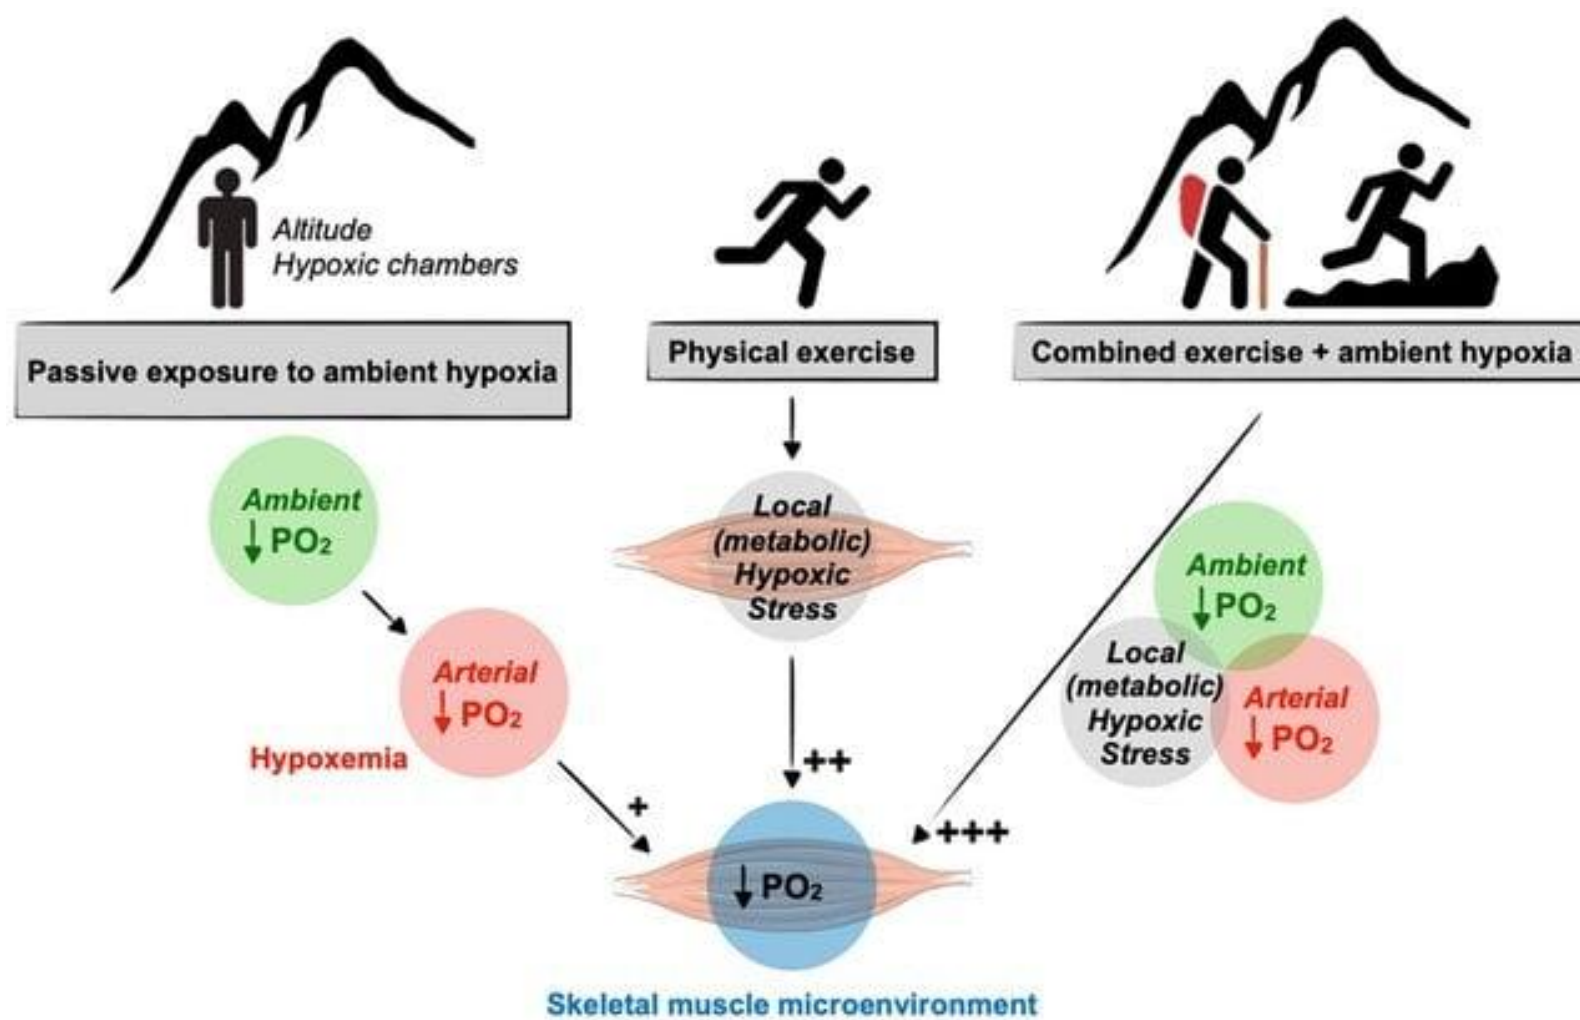 Altitude
Hypoxic chambers
Passive exposure to ambient hypoxia
Physical exercise
Combined exercise + ambient hypoxia
Ambient
↓ PO₂
Arterial
↓ PO₂
Hypoxemia
+
Local
(metabolic)
Hypoxic
Stress
++
Ambient
↓ PO₂
Local
(metabolic)
Hypoxic
Stress
Arterial
↓ PO₂
+++
↓ PO₂
Skeletal muscle microenvironment